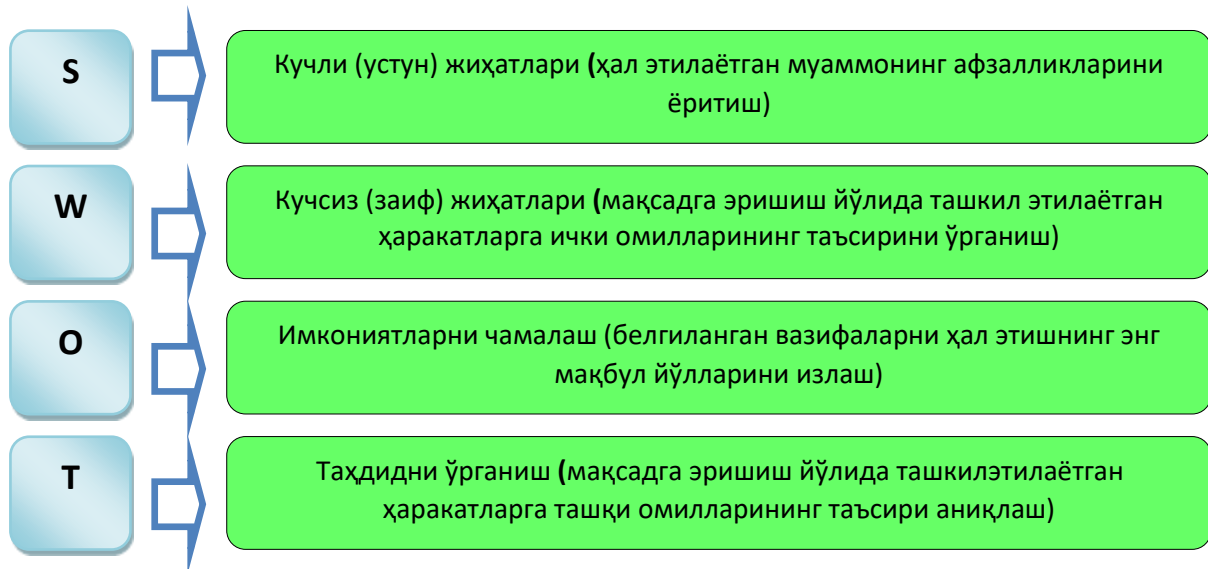 S
Кучли (устун) жиҳатлари (ҳал этилаётган муаммонинг афзалликларини
ёритиш)
W
Кучсиз (заиф) жиҳатлари (мақсадга эришиш йўлида ташкил этилаётган
ҳаракатларга ички омилларининг таъсирини ўрганиш)
O
Имкониятларни чамалаш (белгиланган вазифаларни ҳал этишнинг энг
мақбул йўлларини излаш)
T
Таҳдидни ўрганиш (мақсадга эришиш йўлида ташкилэтилаётган
ҳаракатларга ташқи омилларининг таъсири аниқлаш)